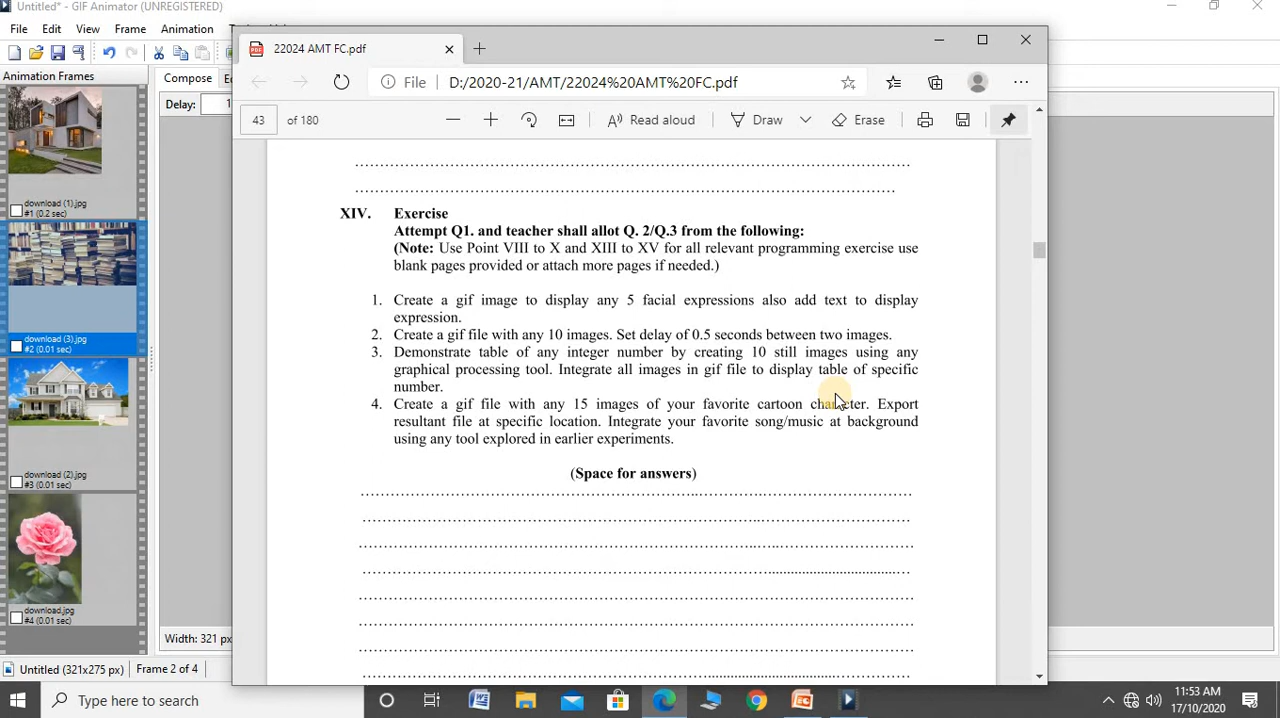 Untitled* - GIF Animator (UNREGISTERED)
File Edit View Frame Animation
Animation Frames
Compose
Delay:
download (1).jpg
#1 (0.2 sec)
download (3).jpg
#2 (0.01 sec)
download (2).jpg
#3 (0.01 sec)
download.jpg
#4 (0.01 sec)
Width: 321 px
Untitled (321x275 px) Frame 2 of 4
22024 AMT FC.pdf
File D:/2020-21/AMT/22024%20AMT%20FC.pdf
43 of 180 Read aloud Draw Erase
XIV. Exercise
Attempt Q1. and teacher shall allot Q. 2/Q.3 from the following:
(Note: Use Point VIII to X and XIII to XV for all relevant programming exercise use
blank pages provided or attach more pages if needed.)
1. Create a gif image to display any 5 facial expressions also add text to display
expression.
2. Create a gif file with any 10 images. Set delay of 0.5 seconds between two images.
3. Demonstrate table of any integer number by creating 10 still images using any
graphical processing tool. Integrate all images in gif file to display table of specific
number.
4. Create a gif file with any 15 images of your favorite cartoon character. Export
resultant file at specific location. Integrate your favorite song/music at background
using any tool explored in earlier experiments.
(Space for answers)
Type here to search
11:53 AM
17/10/2020